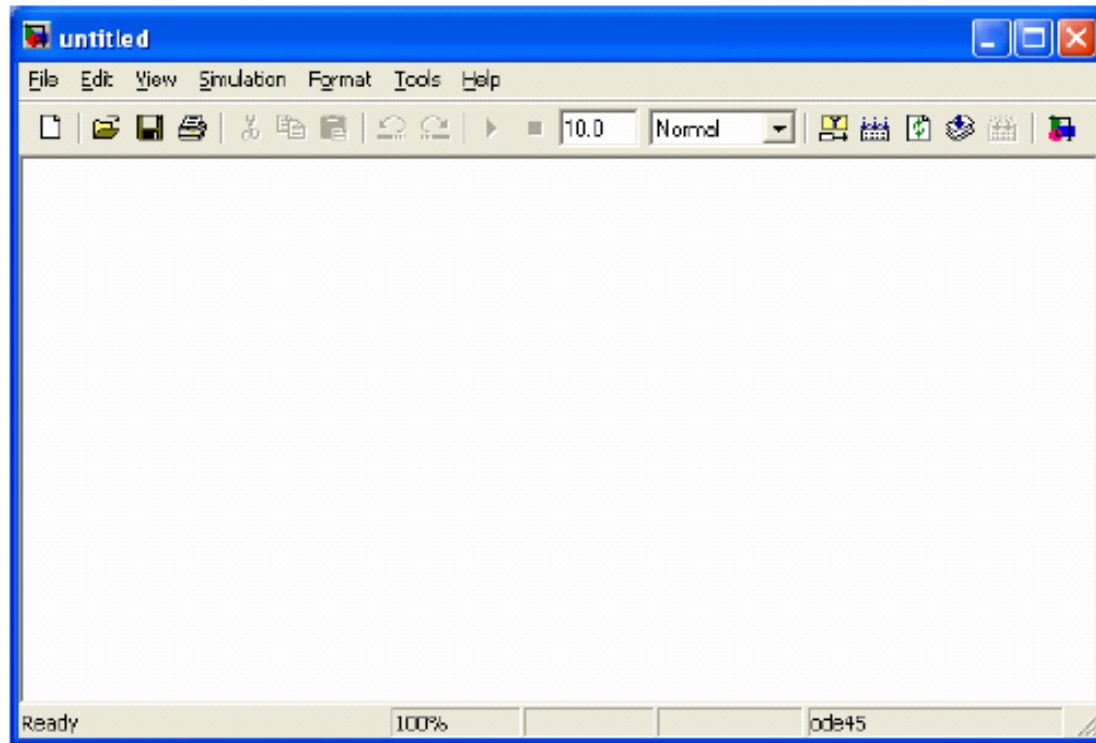 untitled
File Edit View Simulation Format Tools Help
10.0 Normal
Ready 100% ode45